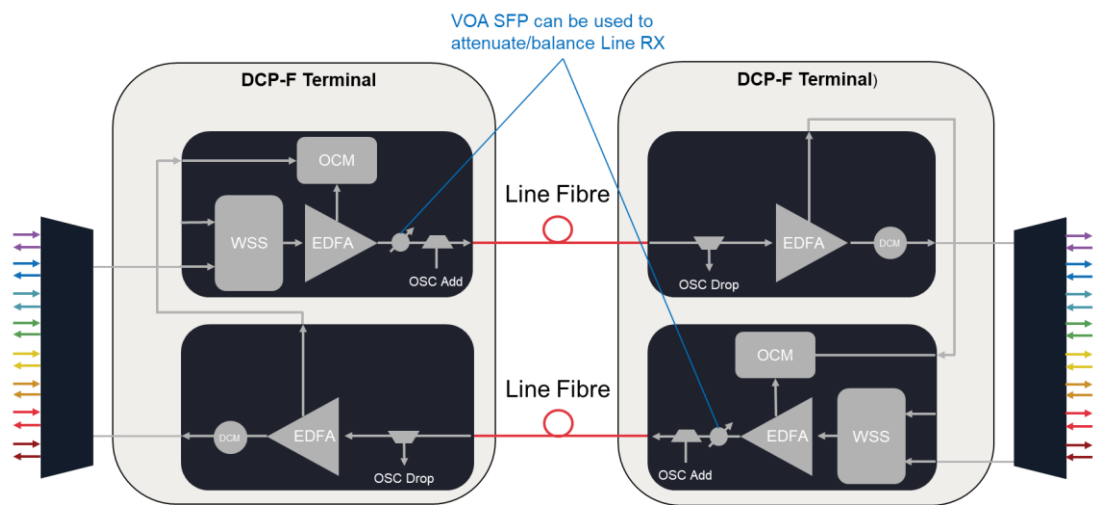 VOA SFP can be used to
attenuate/balance Line RX
DCP-F Terminal
DCP-F Terminal)
OCM
WSS
EDFA
OSC Add
Line Fibre
EDFA
DCM
OSC Drop
DCM
EDFA
OSC Drop
Line Fibre
OCM
EDFA
WSS
OSC Add